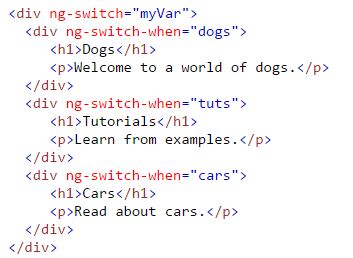 <div ng-switch="myVar">
  <div ng-switch-when="dogs">
     <h1>Dogs</h1>
     <p>Welcome to a world of dogs.</p>
  </div>
  <div ng-switch-when="tuts">
     <h1>Tutorials</h1>
     <p>Learn from examples.</p>
  </div>
  <div ng-switch-when="cars">
     <h1>Cars</h1>
     <p>Read about cars.</p>
  </div>
</div>